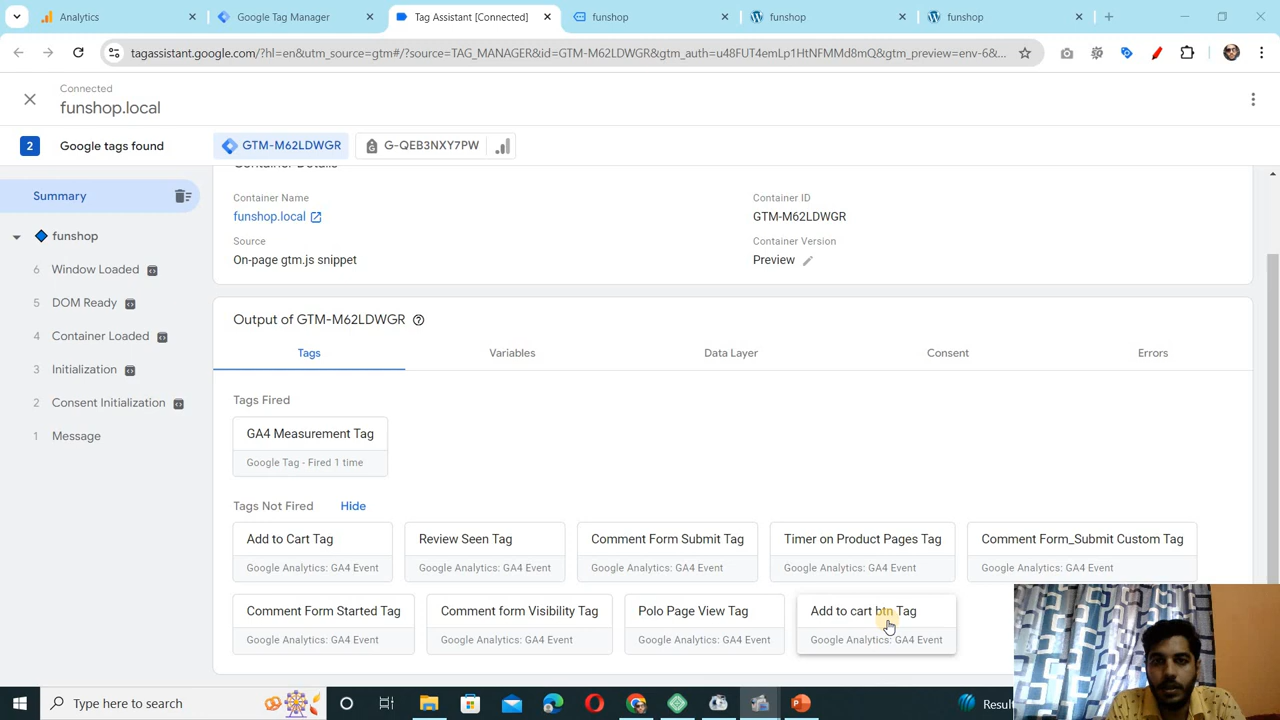 Analytics
Google Tag Manager
Tag Assistant [Connected]
funshop
funshop
funshop
tagassistant.google.com/?hl=en&utm_source=gtm#/?source=TAG_MANAGER&id=GTM-M62LDWGR&gtm_auth=u48FUT4emLp1HtNFMMd8mQ&gtm_preview=env-6&...
Connected
funshop.local
2
Google tags found
GTM-M62LDWGR
G-QEB3NXY7PW
Summary
funshop
6 Window Loaded
5 DOM Ready
4 Container Loaded
3 Initialization
2 Consent Initialization
1 Message
Container Details
Container Name
funshop.local
Container ID
GTM-M62LDWGR
Source
On-page gtm.js snippet
Container Version
Preview
Output of GTM-M62LDWGR
Tags
Variables
Data Layer
Consent
Errors
Tags Fired
GA4 Measurement Tag
Google Tag - Fired 1 time
Tags Not Fired
Hide
Add to Cart Tag
Google Analytics: GA4 Event
Review Seen Tag
Google Analytics: GA4 Event
Comment Form Submit Tag
Google Analytics: GA4 Event
Timer on Product Pages Tag
Google Analytics: GA4 Event
Comment Form_Submit Custom Tag
Google Analytics: GA4 Event
Comment Form Started Tag
Google Analytics: GA4 Event
Comment form Visibility Tag
Google Analytics: GA4 Event
Polo Page View Tag
Google Analytics: GA4 Event
Add to cart btn Tag
Google Analytics: GA4 Event
Type here to search